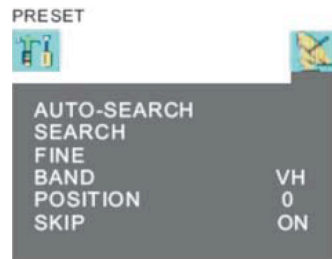 PRESET
AUTO-SEARCH
SEARCH
FINE
BAND VH
POSITION 0
SKIP ON